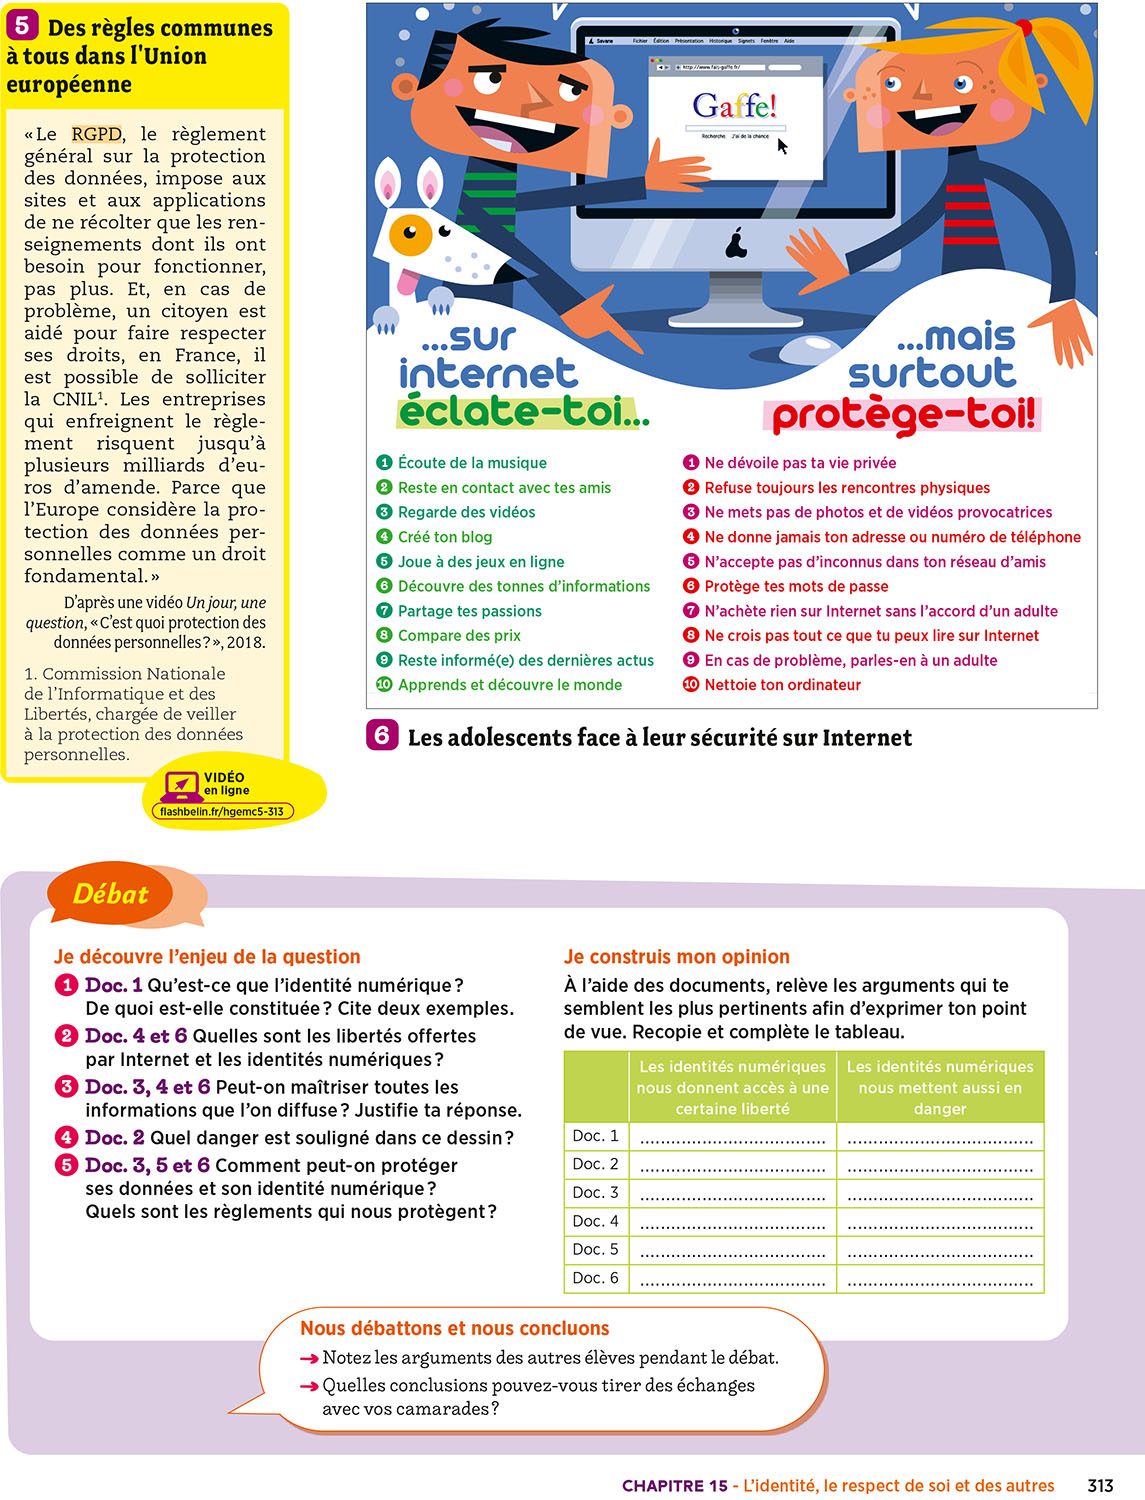 5 Des règles communes
à tous dans l'Union
européenne
« Le RGPD, le règlement
général sur la protection
des données, impose aux
sites et aux applications
de ne récolter que les ren-
seignements dont ils ont
besoin pour fonctionner,
pas plus. Et, en cas de
problème, un citoyen est
aidé pour faire respecter
ses droits, en France, il
est possible de solliciter
la CNIL¹. Les entreprises
qui enfreignent le règle-
ment risquent jusqu'à
plusieurs milliards d'eu-
ros d'amende. Parce que
l'Europe considère la pro-
tection des données per-
sonnelles comme un droit
fondamental. »
D'après une vidéo Un jour, une
question, « C'est quoi protection des
données personnelles ? », 2018.
1. Commission Nationale
de l'Informatique et des
Libertés, chargée de veiller
à la protection des données
personnelles.
VIDÉO
en ligne
flashbelin.fr/hgemc5-313
Savane Fichier Édition Présentation Historique Signets Fenêtre Aide
http://www.fais-gaffe.fr/
Gaffe!
Recherche J'ai de la chance
...sur
internet
éclate-toi...
1 Écoute de la musique
2 Reste en contact avec tes amis
3 Regarde des vidéos
4 Créé ton blog
5 Joue à des jeux en ligne
6 Découvre des tonnes d'informations
7 Partage tes passions
8 Compare des prix
9 Reste informé(e) des dernières actus
10 Apprends et découvre le monde
...mais
surtout
protège-toi!
1 Ne dévoile pas ta vie privée
2 Refuse toujours les rencontres physiques
3 Ne mets pas de photos et de vidéos provocatrices
4 Ne donne jamais ton adresse ou numéro de téléphone
5 N'accepte pas d'inconnus dans ton réseau d'amis
6 Protège tes mots de passe
7 N'achète rien sur Internet sans l'accord d'un adulte
8 Ne crois pas tout ce que tu peux lire sur Internet
9 En cas de problème, parles-en à un adulte
10 Nettoie ton ordinateur
6 Les adolescents face à leur sécurité sur Internet
Débat
Je découvre l'enjeu de la question
1 Doc. 1 Qu'est-ce que l'identité numérique ?
De quoi est-elle constituée ? Cite deux exemples.
2 Doc. 4 et 6 Quelles sont les libertés offertes
par Internet et les identités numériques ?
3 Doc. 3, 4 et 6 Peut-on maîtriser toutes les
informations que l'on diffuse ? Justifie ta réponse.
4 Doc. 2 Quel danger est souligné dans ce dessin ?
5 Doc. 3, 5 et 6 Comment peut-on protéger
ses données et son identité numérique ?
Quels sont les règlements qui nous protègent ?
Je construis mon opinion
À l'aide des documents, relève les arguments qui te
semblent les plus pertinents afin d'exprimer ton point
de vue. Recopie et complète le tableau.
Les identités numériques
nous donnent accès à une
certaine liberté
Les identités numériques
nous mettent aussi en
danger
Doc. 1 .................................... ....................................
Doc. 2 .................................... ....................................
Doc. 3 .................................... ....................................
Doc. 4 .................................... ....................................
Doc. 5 .................................... ....................................
Doc. 6 .................................... ....................................
Nous débattons et nous concluons
➞ Notez les arguments des autres élèves pendant le débat.
➞ Quelles conclusions pouvez-vous tirer des échanges
avec vos camarades ?
CHAPITRE 15 - L'identité, le respect de soi et des autres 313